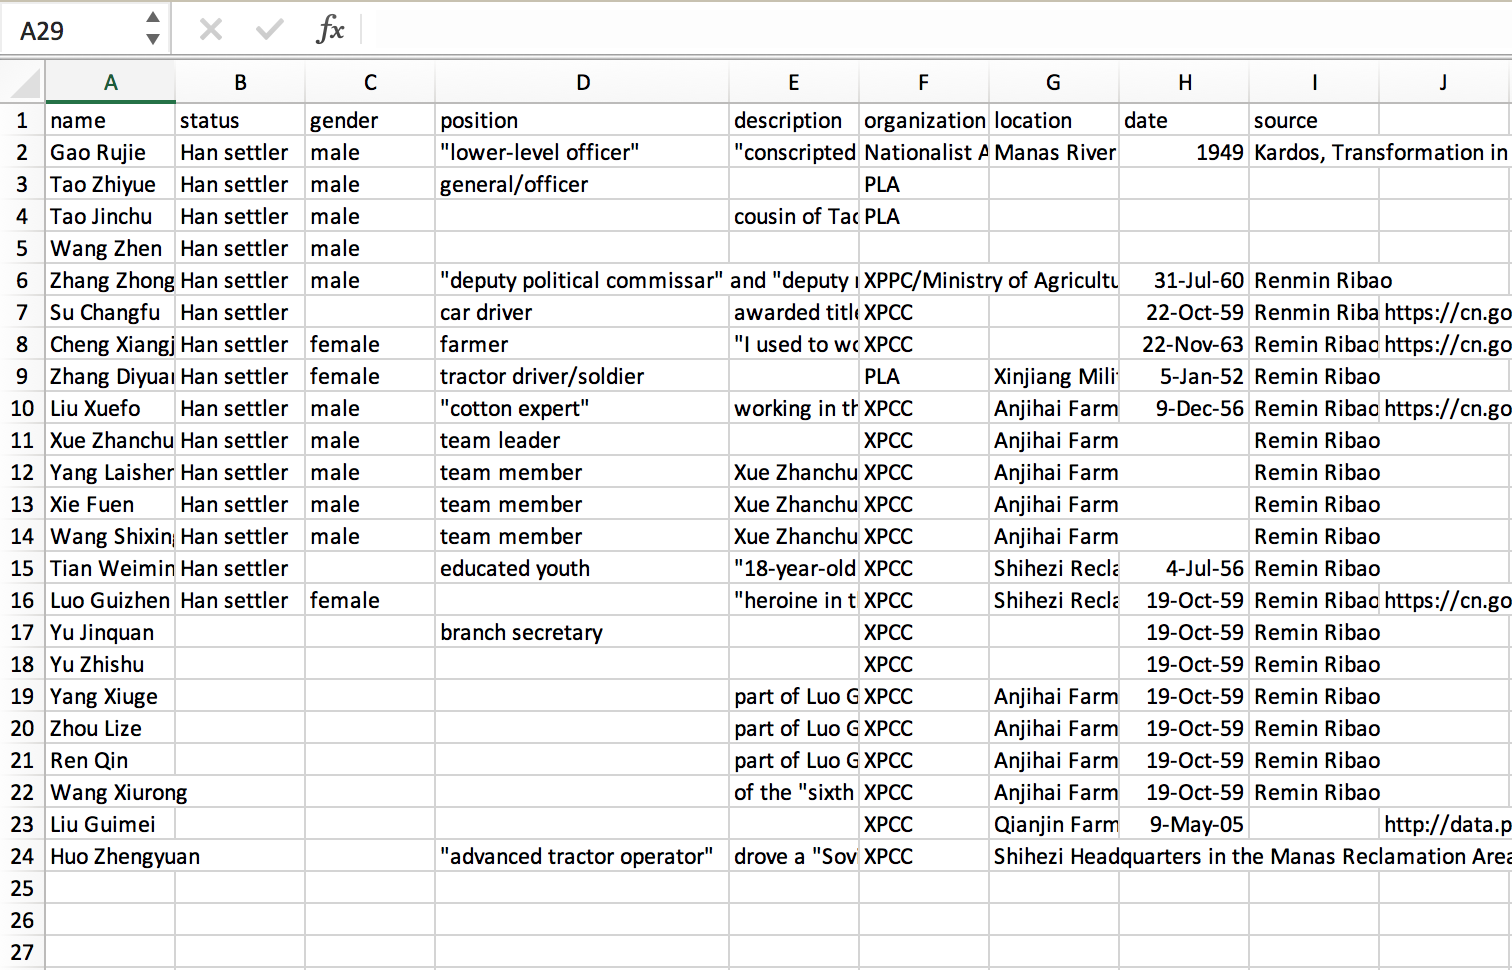 A29 fx
A B C D E F G H I J
1 name status gender position description organization location date source
2 Gao Rujie Han settler male "lower-level officer" "conscripted Nationalist A Manas River 1949 Kardos, Transformation in
3 Tao Zhiyue Han settler male general/officer PLA
4 Tao Jinchu Han settler male cousin of Tao PLA
5 Wang Zhen Han settler male
6 Zhang Zhong Han settler male "deputy political commissar" and "deputy XPPC/Ministry of Agricultu 31-Jul-60 Renmin Ribao
7 Su Changfu Han settler car driver awarded title XPCC 22-Oct-59 Renmin Riba https://cn.go
8 Cheng Xiangj Han settler female farmer "I used to wo XPCC 22-Nov-63 Remin Ribao https://cn.go
9 Zhang Diyuan Han settler female tractor driver/soldier PLA Xinjiang Mili 5-Jan-52 Remin Ribao
10 Liu Xuefo Han settler male "cotton expert" working in th XPCC Anjihai Farm 9-Dec-56 Remin Ribao https://cn.go
11 Xue Zhanchu Han settler male team leader XPCC Anjihai Farm Remin Ribao
12 Yang Laisher Han settler male team member Xue Zhanchu XPCC Anjihai Farm Remin Ribao
13 Xie Fuen Han settler male team member Xue Zhanchu XPCC Anjihai Farm Remin Ribao
14 Wang Shixing Han settler male team member Xue Zhanchu XPCC Anjihai Farm Remin Ribao
15 Tian Weimin Han settler educated youth "18-year-old XPCC Shihezi Recla 4-Jul-56 Remin Ribao
16 Luo Guizhen Han settler female "heroine in t XPCC Shihezi Recla 19-Oct-59 Remin Ribao https://cn.go
17 Yu Jinquan branch secretary XPCC 19-Oct-59 Remin Ribao
18 Yu Zhishu XPCC 19-Oct-59 Remin Ribao
19 Yang Xiuge part of Luo G XPCC Anjihai Farm 19-Oct-59 Remin Ribao
20 Zhou Lize part of Luo G XPCC Anjihai Farm 19-Oct-59 Remin Ribao
21 Ren Qin part of Luo G XPCC Anjihai Farm 19-Oct-59 Remin Ribao
22 Wang Xiurong of the "sixth XPCC Anjihai Farm 19-Oct-59 Remin Ribao
23 Liu Guimei XPCC Qianjin Farm 9-May-05 http://data.p
24 Huo Zhengyuan "advanced tractor operator" drove a "Sov XPCC Shihezi Headquarters in the Manas Reclamation Area
25
26
27